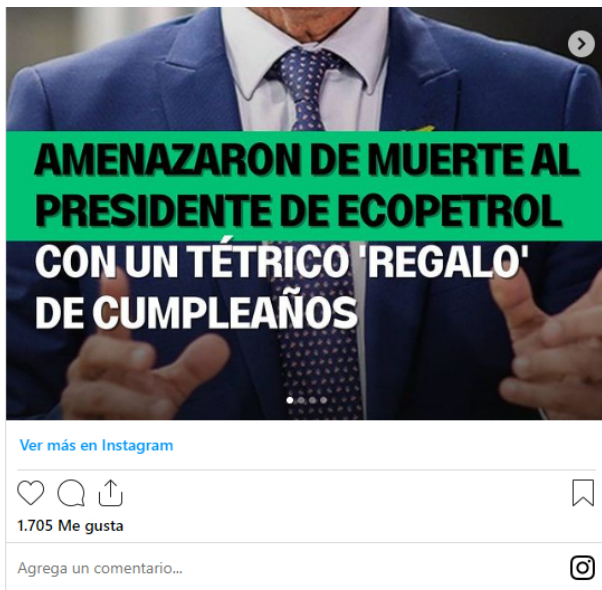 AMENAZARON DE MUERTE AL
PRESIDENTE DE ECOPETROL
CON UN TÉTRICO 'REGALO'
DE CUMPLEAÑOS
Ver más en Instagram
1.705 Me gusta
Agrega un comentario...